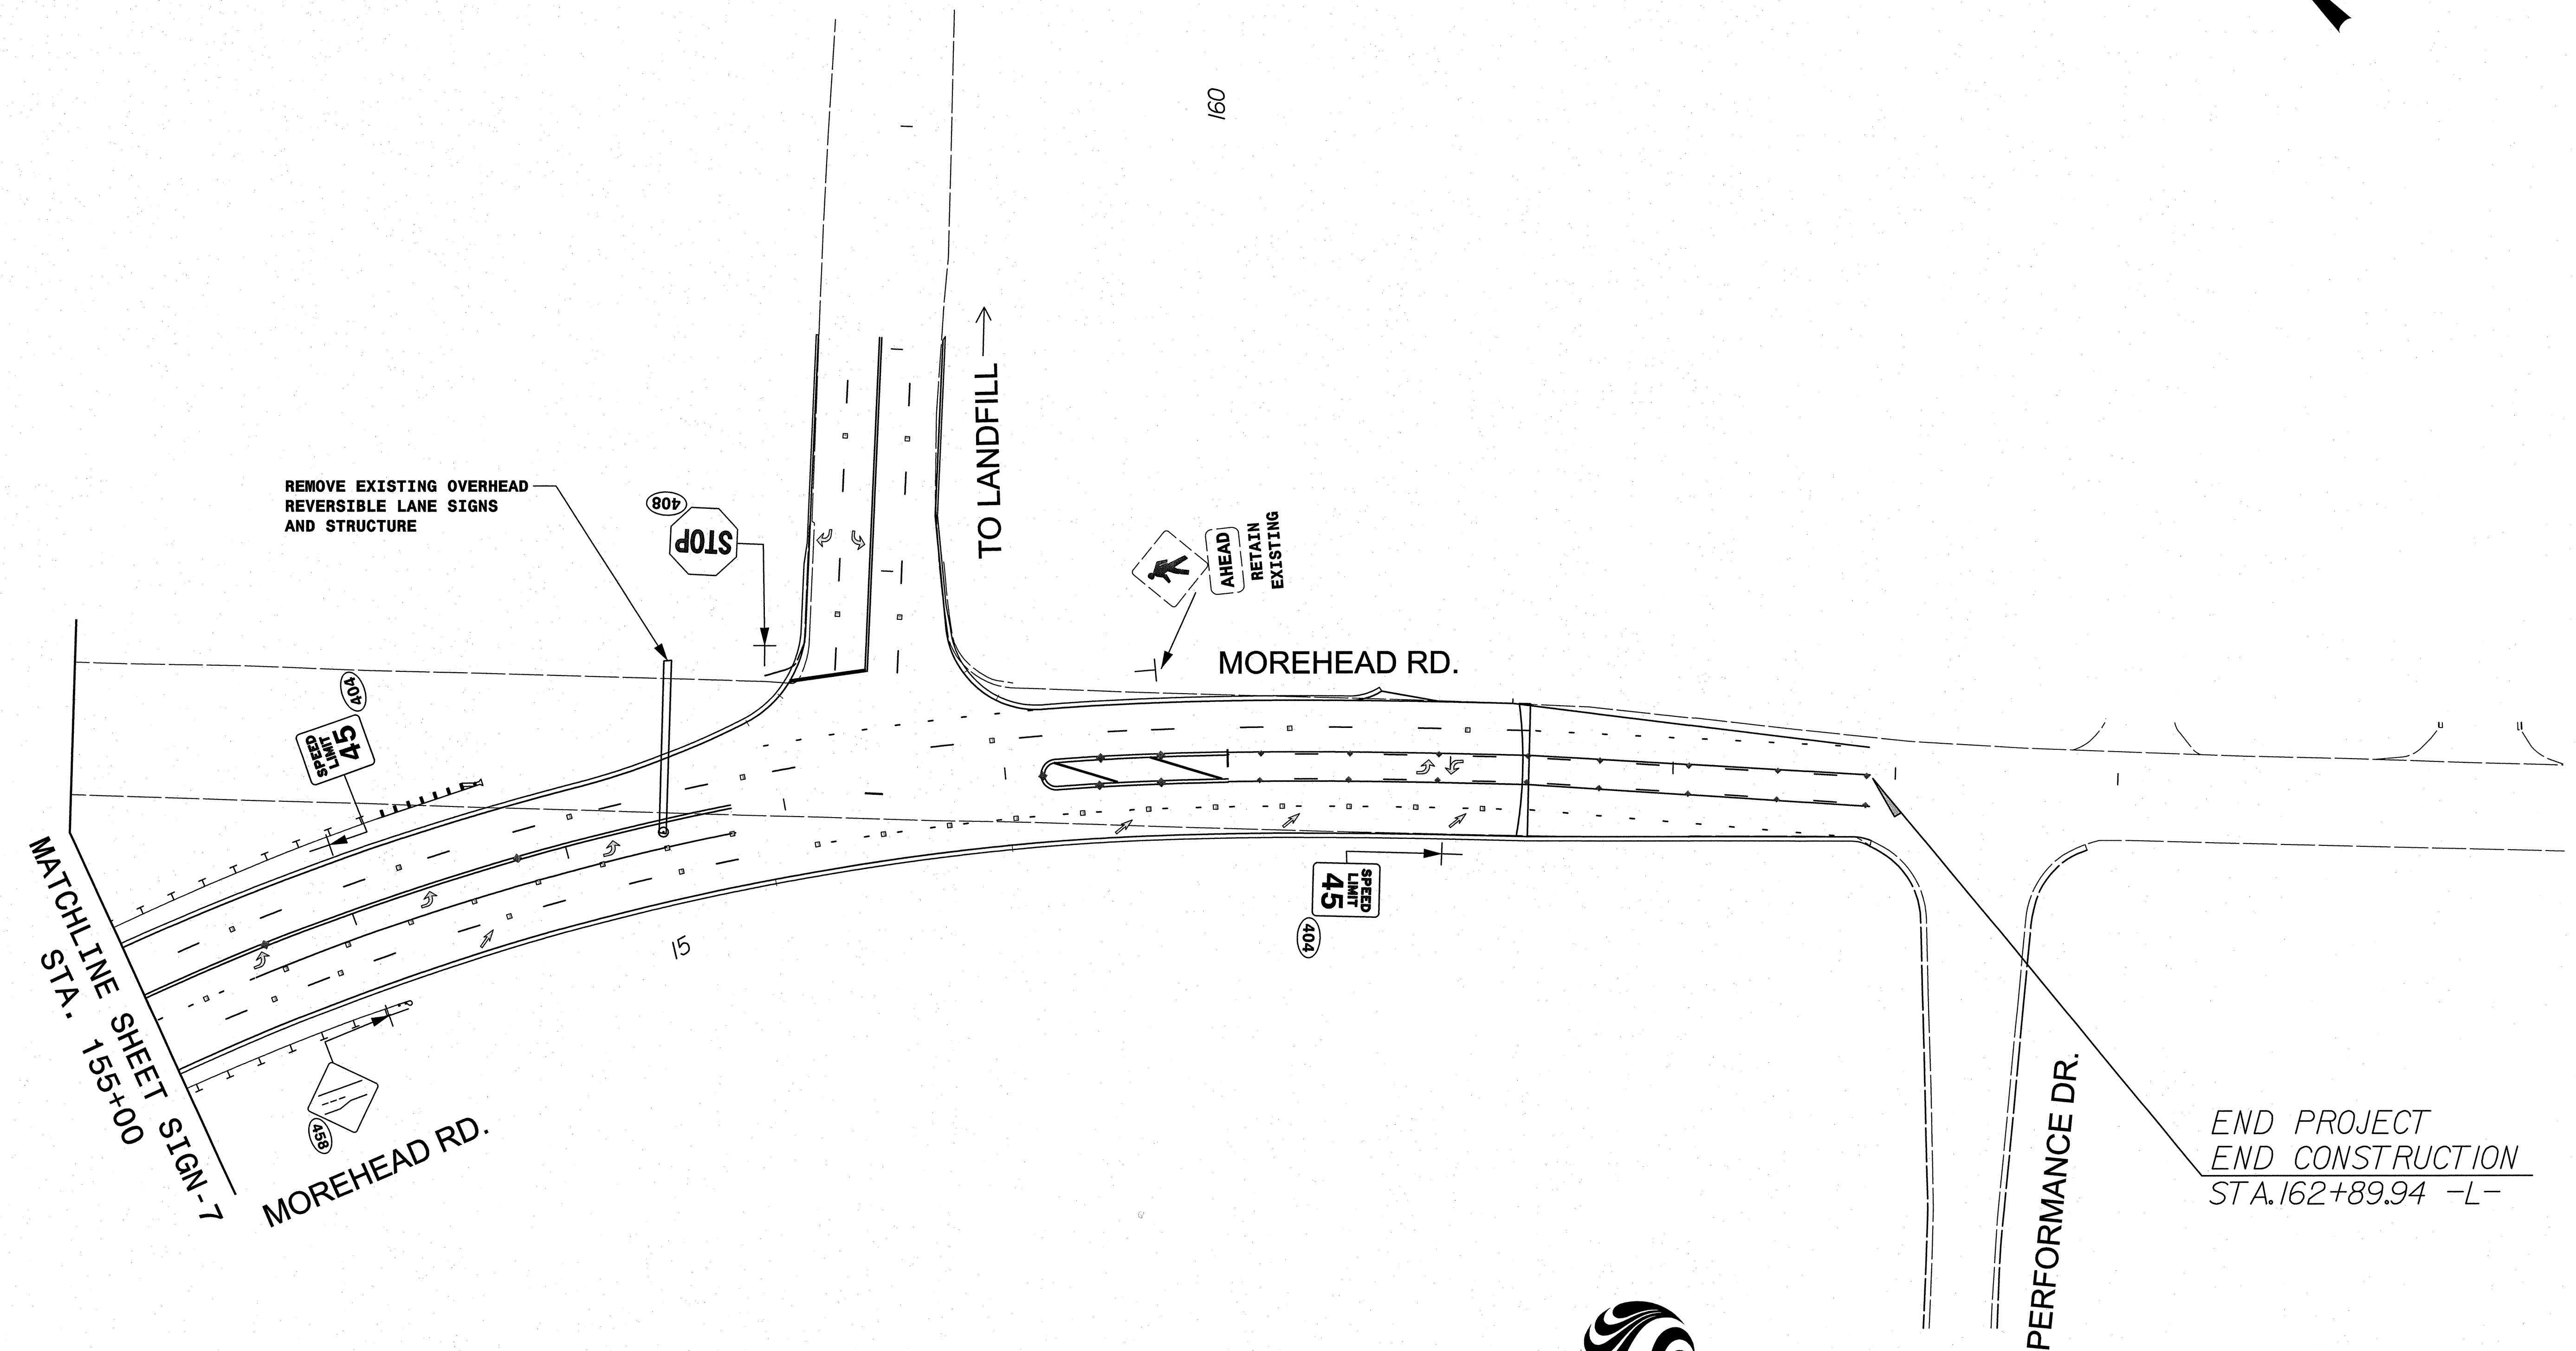 160
TO LANDFILL
REMOVE EXISTING OVERHEAD
REVERSIBLE LANE SIGNS
AND STRUCTURE
408
STOP
AHEAD
RETAIN
EXISTING
MOREHEAD RD.
404
SPEED
LIMIT
45
SPEED
LIMIT
45
404
15
MATCHLINE SHEET SIGN-7
STA. 155+00
458
MOREHEAD RD.
PERFORMANCE DR.
END PROJECT
END CONSTRUCTION
STA.162+89.94 -L-